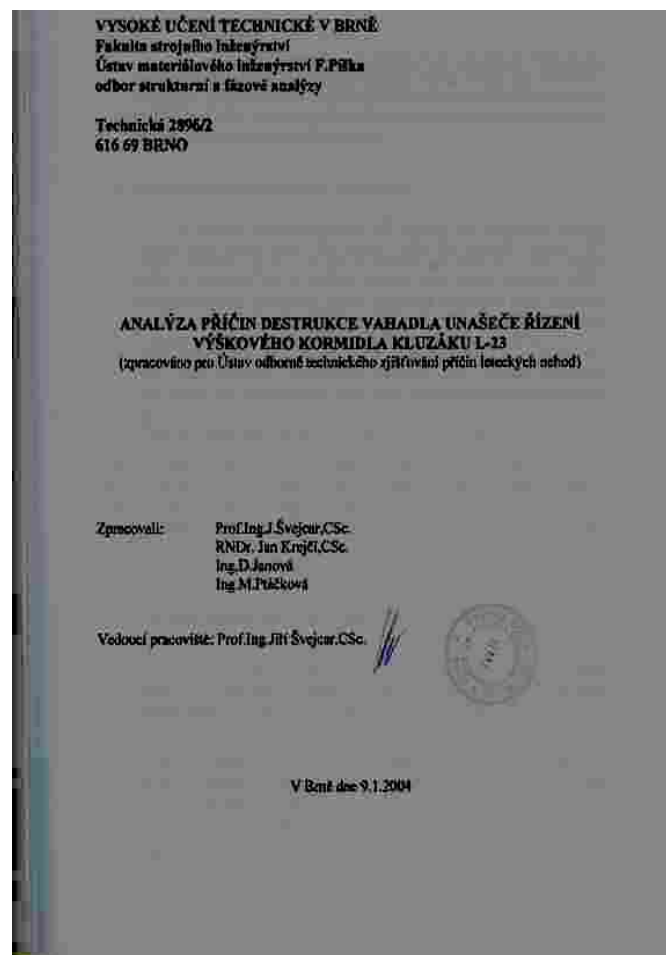 VYSOKÉ UČENÍ TECHNICKÉ V BRNĚ
Fakulta strojního inženýrství
Ústav materiálového inženýrství F.Píška
odbor strukturní a fázové analýzy
Technická 2896/2
616 69 BRNO
ANALÝZA PŘÍČIN DESTRUKCE VAHADLA UNAŠEČE ŘÍZENÍ
VÝŠKOVÉHO KORMIDLA KLUZÁKU L-23
(zpracováno pro Ústav odborně technického zjišťování příčin leteckých nehod)
Zpracovali: Prof.Ing.J.Švejcar,CSc.
RNDr. Jan Krejčí,CSc.
Ing.D.Janová
Ing.M.Ptáčková
Vedoucí pracoviště: Prof.Ing.Jiří Švejcar,CSc.
V Brně dne 9.1.2004